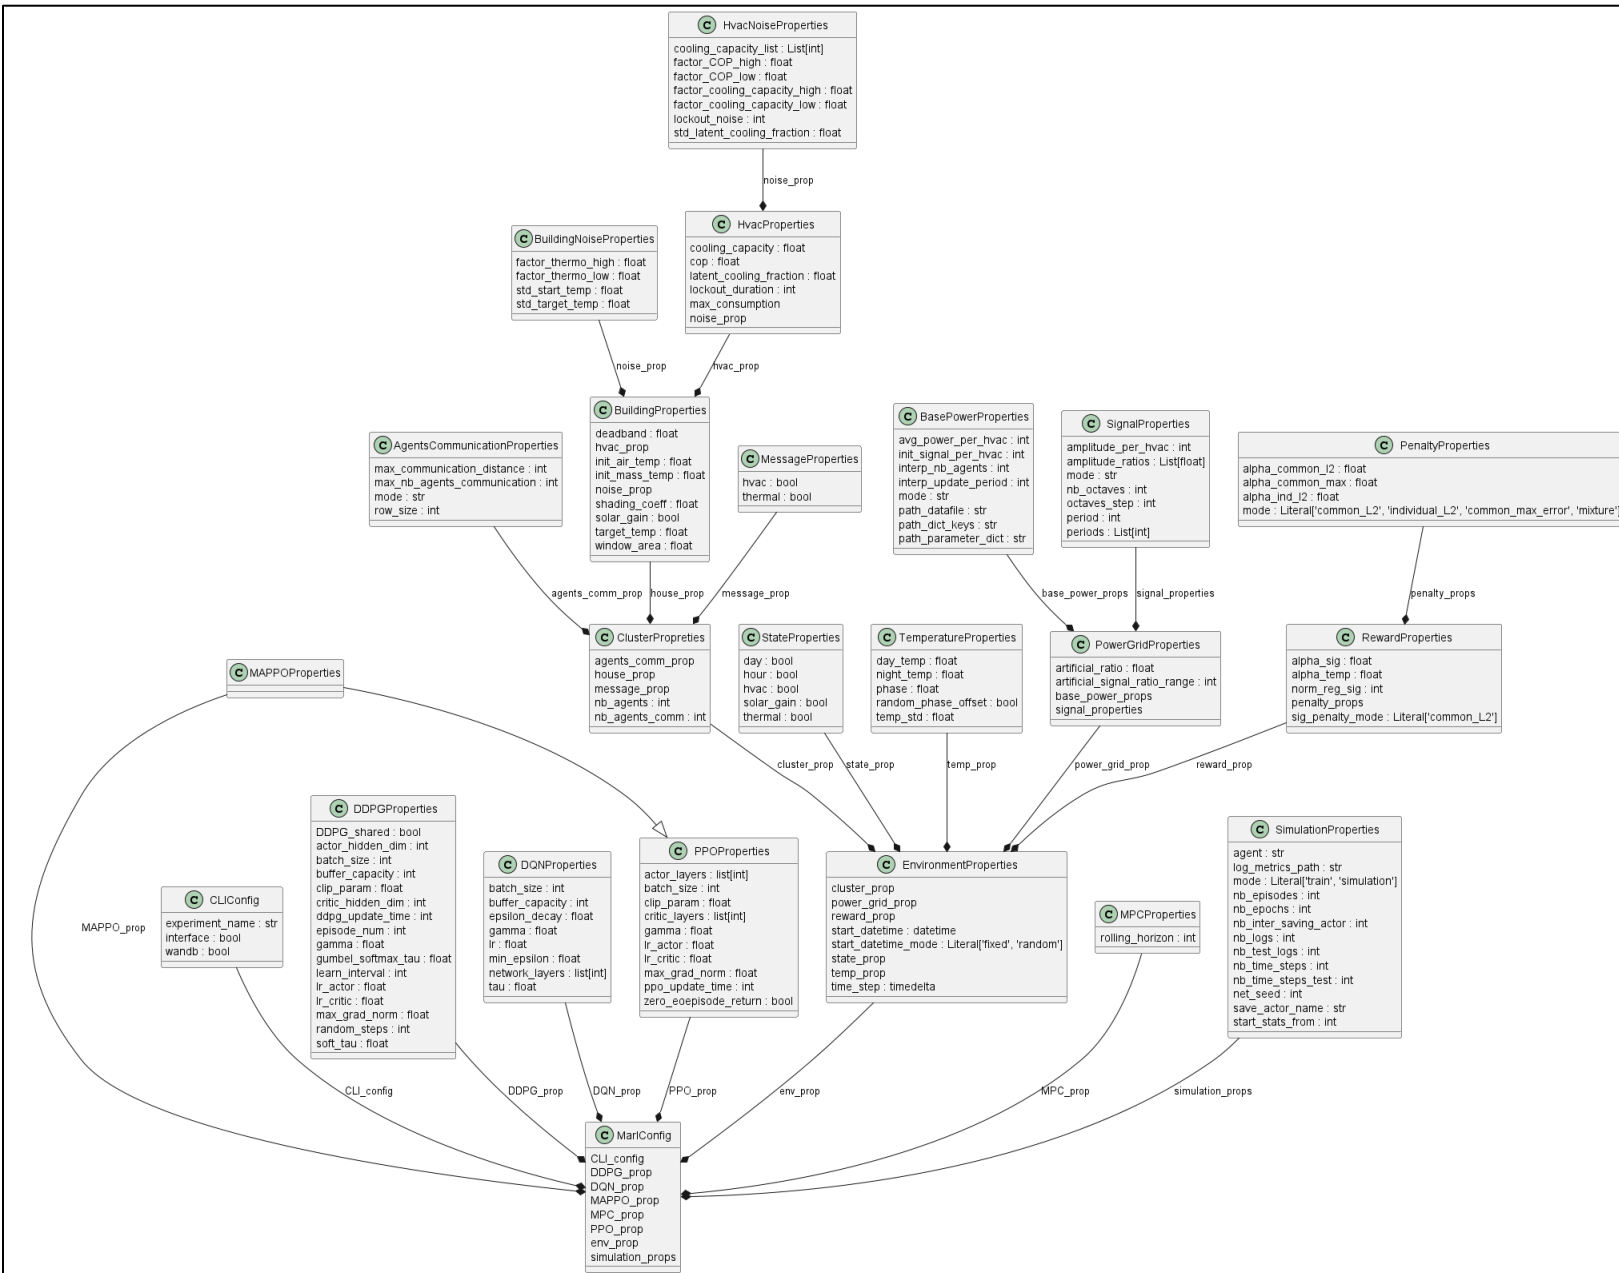 C HvacNoiseProperties
cooling_capacity_list : List[int]
factor_COP_high : float
factor_COP_low : float
factor_cooling_capacity_high : float
factor_cooling_capacity_low : float
lockout_noise : int
std_latent_cooling_fraction : float
noise_prop
C BuildingNoiseProperties
factor_thermo_high : float
factor_thermo_low : float
std_start_temp : float
std_target_temp : float
C HvacProperties
cooling_capacity : float
cop : float
latent_cooling_fraction : float
lockout_duration : int
max_consumption
noise_prop
noise_prop
hvac_prop
C AgentsCommunicationProperties
max_communication_distance : int
max_nb_agents_communication : int
mode : str
row_size : int
C BuildingProperties
deadband : float
hvac_prop
init_air_temp : float
init_mass_temp : float
noise_prop
shading_coeff : float
solar_gain : bool
target_temp : float
window_area : float
C MessageProperties
hvac : bool
thermal : bool
C BasePowerProperties
avg_power_per_hvac : int
init_signal_per_hvac : int
interp_nb_agents : int
interp_update_period : int
mode : str
path_datafile : str
path_dict_keys : str
path_parameter_dict : str
C SignalProperties
amplitude_per_hvac : int
amplitude_ratios : List[float]
mode : str
nb_octaves : int
octaves_step : int
period : int
periods : List[int]
C PenaltyProperties
alpha_common_l2 : float
alpha_common_max : float
alpha_ind_l2 : float
mode : Literal['common_L2', 'individual_L2', 'common_max_error', 'mixture']
agents_comm_prop
house_prop
message_prop
base_power_props
signal_properties
penalty_props
C MAPPOProperties
C ClusterPropreties
agents_comm_prop
house_prop
message_prop
nb_agents : int
nb_agents_comm : int
C StateProperties
day : bool
hour : bool
hvac : bool
solar_gain : bool
thermal : bool
C TemperatureProperties
day_temp : float
night_temp : float
phase : float
random_phase_offset : bool
temp_std : float
C PowerGridProperties
artificial_ratio : float
artificial_signal_ratio_range : int
base_power_props
signal_properties
C RewardProperties
alpha_sig : float
alpha_temp : float
norm_reg_sig : int
penalty_props
sig_penalty_mode : Literal['common_L2']
cluster_prop
state_prop
temp_prop
power_grid_prop
reward_prop
MAPPO_prop
C CLIConfig
experiment_name : str
interface : bool
wandb : bool
C DDPGProperties
DDPG_shared : bool
actor_hidden_dim : int
batch_size : int
buffer_capacity : int
clip_param : float
critic_hidden_dim : int
ddpg_update_time : int
episode_num : int
gamma : float
gumbel_softmax_tau : float
learn_interval : int
lr_actor : float
lr_critic : float
max_grad_norm : float
random_steps : int
soft_tau : float
C DQNProperties
batch_size : int
buffer_capacity : int
epsilon_decay : float
gamma : float
lr : float
min_epsilon : float
network_layers : list[int]
tau : float
C PPOProperties
actor_layers : list[int]
batch_size : int
clip_param : float
critic_layers : list[int]
gamma : float
lr_actor : float
lr_critic : float
max_grad_norm : float
ppo_update_time : int
zero_eoepisode_return : bool
C EnvironmentProperties
cluster_prop
power_grid_prop
reward_prop
start_datetime : datetime
start_datetime_mode : Literal['fixed', 'random']
state_prop
temp_prop
time_step : timedelta
C MPCProperties
rolling_horizon : int
C SimulationProperties
agent : str
log_metrics_path : str
mode : Literal['train', 'simulation']
nb_episodes : int
nb_epochs : int
nb_inter_saving_actor : int
nb_logs : int
nb_test_logs : int
nb_time_steps : int
nb_time_steps_test : int
net_seed : int
save_actor_name : str
start_stats_from : int
CLI_config
DDPG_prop
DQN_prop
PPO_prop
env_prop
MPC_prop
simulation_props
C MarlConfig
CLI_config
DDPG_prop
DQN_prop
MAPPO_prop
MPC_prop
PPO_prop
env_prop
simulation_props